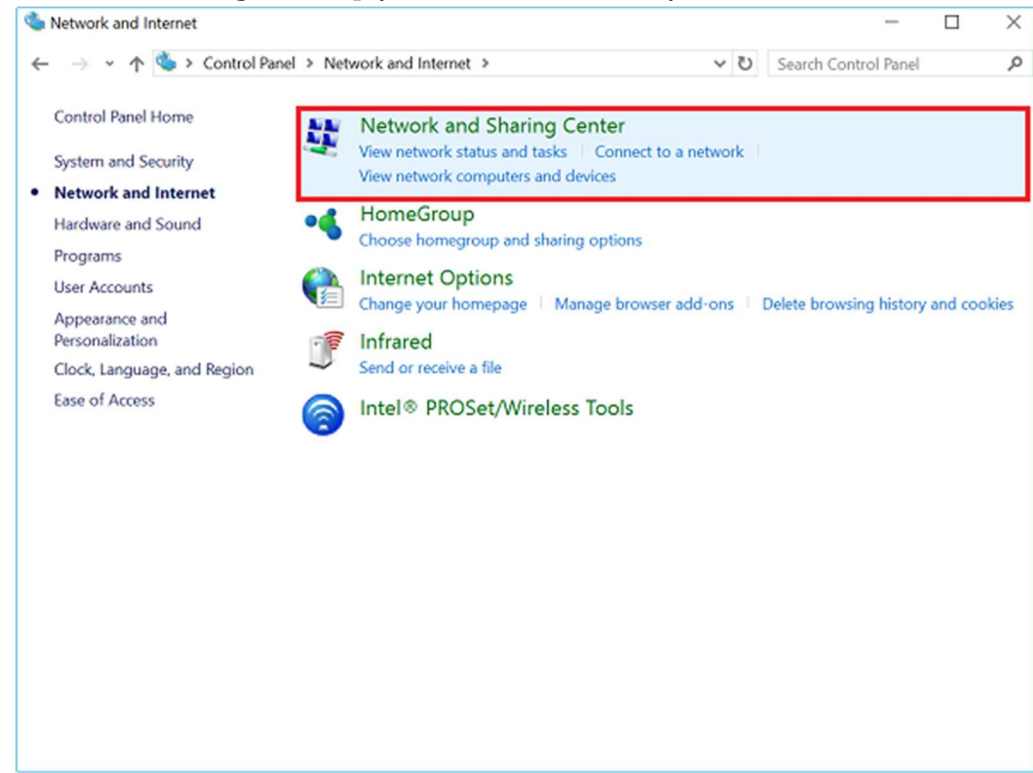 Network and Internet
Control Panel > Network and Internet >
Search Control Panel
Control Panel Home
System and Security
Network and Internet
Hardware and Sound
Programs
User Accounts
Appearance and
Personalization
Clock, Language, and Region
Ease of Access
Network and Sharing Center
View network status and tasks | Connect to a network |
View network computers and devices
HomeGroup
Choose homegroup and sharing options
Internet Options
Change your homepage | Manage browser add-ons | Delete browsing history and cookies
Infrared
Send or receive a file
Intel® PROSet/Wireless Tools